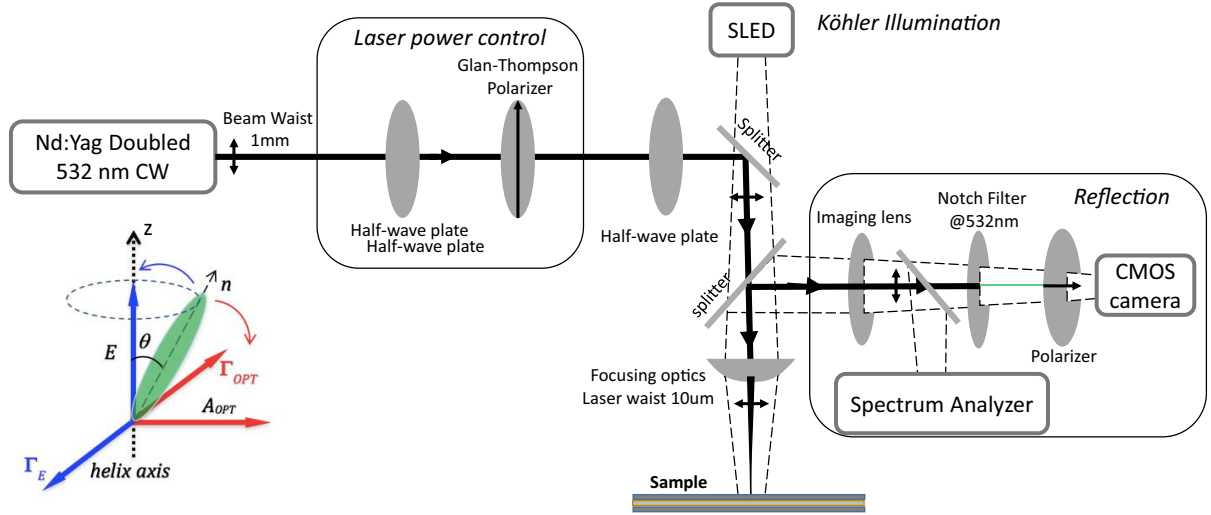 SLED
Köhler Illumination
Laser power control
Glan-Thompson
Polarizer
Beam Waist
1mm
Nd:Yag Doubled
532 nm CW
Splitter
Half-wave plate
Half-wave plate
Half-wave plate
Reflection
Notch Filter
@532nm
Imaging lens
splitter
CMOS
camera
Polarizer
Focusing optics
Laser waist 10um
Spectrum Analyzer
Sample
z
n
E
θ
Γ_OPT
A_OPT
Γ_E
helix axis